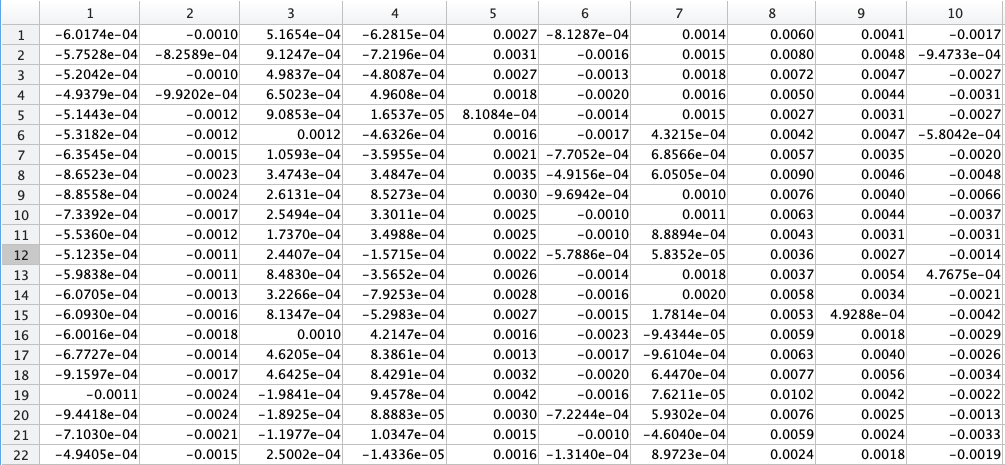 1 2 3 4 5 6 7 8 9 10
1 -6.0174e-04 -0.0010 5.1654e-04 -6.2815e-04 0.0027 -8.1287e-04 0.0014 0.0060 0.0041 -0.0017
2 -5.7528e-04 -8.2589e-04 9.1247e-04 -7.2196e-04 0.0031 -0.0016 0.0015 0.0080 0.0048 -9.4733e-04
3 -5.2042e-04 -0.0010 4.9837e-04 -4.8087e-04 0.0027 -0.0013 0.0018 0.0072 0.0047 -0.0027
4 -4.9379e-04 -9.9202e-04 6.5023e-04 4.9608e-04 0.0018 -0.0020 0.0016 0.0050 0.0044 -0.0031
5 -5.1443e-04 -0.0012 9.0853e-04 1.6537e-05 8.1084e-04 -0.0014 0.0015 0.0027 0.0031 -0.0027
6 -5.3182e-04 -0.0012 0.0012 -4.6326e-04 0.0016 -0.0017 4.3215e-04 0.0042 0.0047 -5.8042e-04
7 -6.3545e-04 -0.0015 1.0593e-04 -3.5955e-04 0.0021 -7.7052e-04 6.8566e-04 0.0057 0.0035 -0.0020
8 -8.6523e-04 -0.0023 3.4743e-04 3.4847e-04 0.0035 -4.9156e-04 6.0505e-04 0.0090 0.0046 -0.0048
9 -8.8558e-04 -0.0024 2.6131e-04 8.5273e-04 0.0030 -9.6942e-04 0.0010 0.0076 0.0040 -0.0066
10 -7.3392e-04 -0.0017 2.5494e-04 3.3011e-04 0.0025 -0.0010 0.0011 0.0063 0.0044 -0.0037
11 -5.5360e-04 -0.0012 1.7370e-04 3.4988e-04 0.0025 -0.0010 8.8894e-04 0.0043 0.0031 -0.0031
12 -5.1235e-04 -0.0011 2.4407e-04 -1.5715e-04 0.0022 -5.7886e-04 5.8352e-05 0.0036 0.0027 -0.0014
13 -5.9838e-04 -0.0011 8.4830e-04 -3.5652e-04 0.0026 -0.0014 0.0018 0.0037 0.0054 4.7675e-04
14 -6.0705e-04 -0.0013 3.2266e-04 -7.9253e-04 0.0028 -0.0016 0.0020 0.0058 0.0034 -0.0021
15 -6.0930e-04 -0.0016 8.1347e-04 -5.2983e-04 0.0027 -0.0015 1.7814e-04 0.0053 4.9288e-04 -0.0042
16 -6.0016e-04 -0.0018 0.0010 4.2147e-04 0.0016 -0.0023 -9.4344e-05 0.0059 0.0018 -0.0029
17 -6.7727e-04 -0.0014 4.6205e-04 8.3861e-04 0.0013 -0.0017 -9.6104e-04 0.0063 0.0040 -0.0026
18 -9.1597e-04 -0.0017 4.6425e-04 8.4291e-04 0.0032 -0.0020 6.4470e-04 0.0077 0.0056 -0.0034
19 -0.0011 -0.0024 -1.9841e-04 9.4578e-04 0.0042 -0.0016 7.6211e-05 0.0102 0.0042 -0.0022
20 -9.4418e-04 -0.0024 -1.8925e-04 8.8883e-05 0.0030 -7.2244e-04 5.9302e-04 0.0076 0.0025 -0.0013
21 -7.1030e-04 -0.0021 -1.1977e-04 1.0347e-04 0.0015 -0.0010 -4.6040e-04 0.0059 0.0024 -0.0033
22 -4.9405e-04 -0.0015 2.5002e-04 -1.4336e-05 0.0016 -1.3140e-04 8.9723e-04 0.0024 0.0018 -0.0019